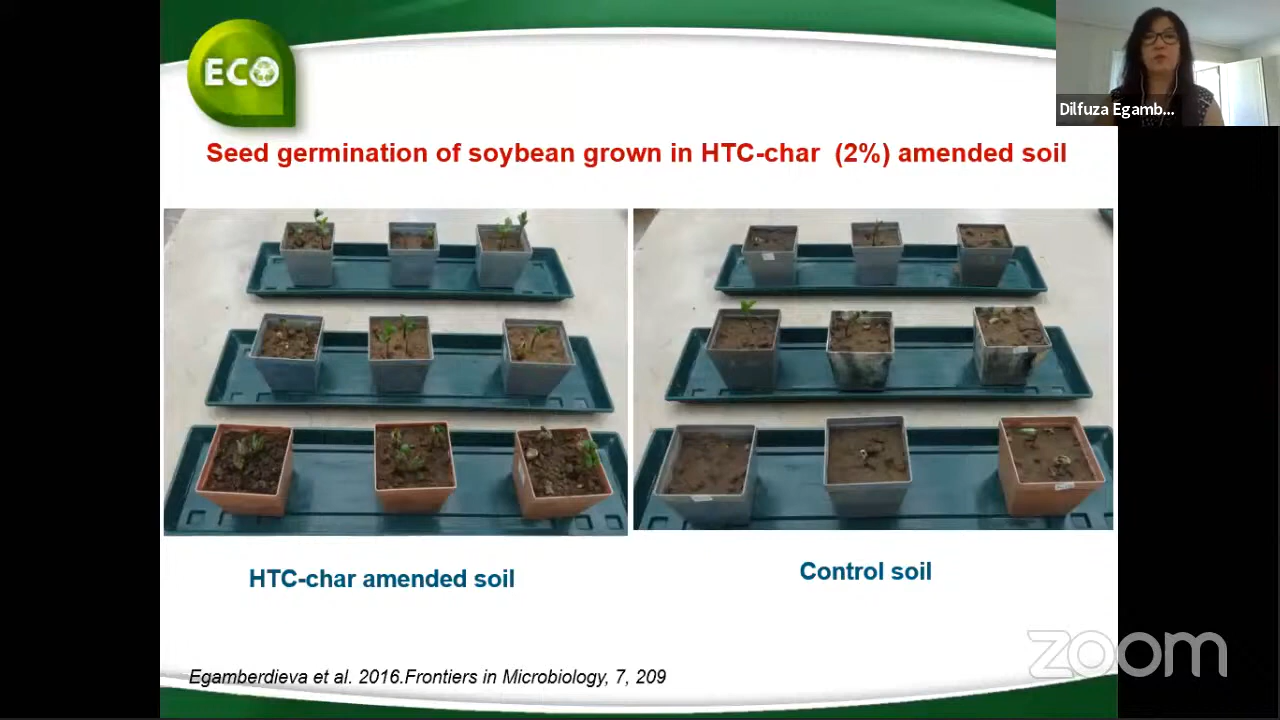 ECO
Dilfuza Egamb...
Seed germination of soybean grown in HTC-char (2%) amended soil
HTC-char amended soil
Control soil
zoom
Egamberdieva et al. 2016.Frontiers in Microbiology, 7, 209